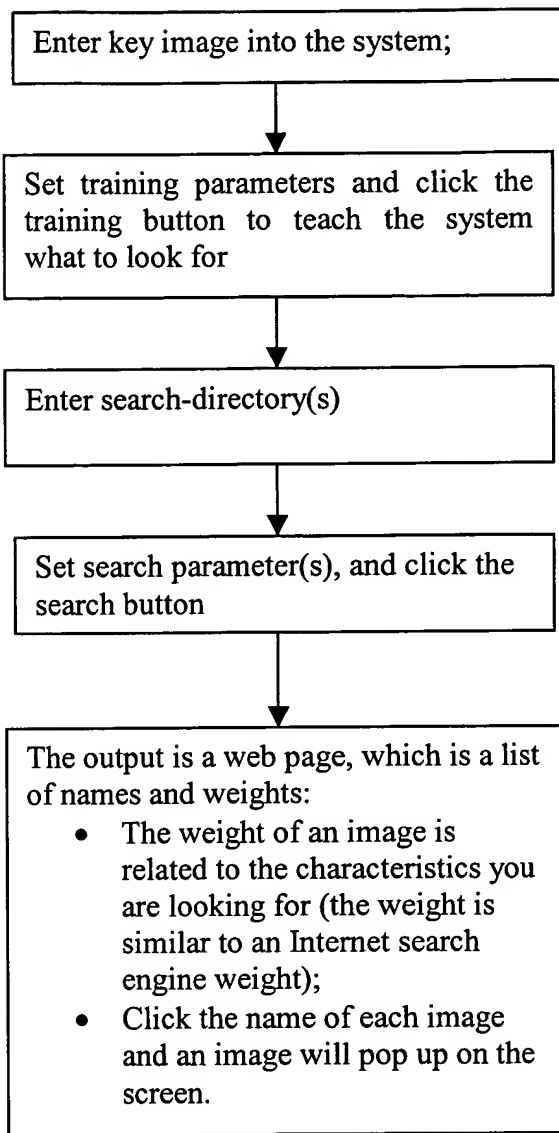 Enter key image into the system;
Set training parameters and click the
training button to teach the system
what to look for
Enter search-directory(s)
Set search parameter(s), and click the
search button
The output is a web page, which is a list
of names and weights:
• The weight of an image is
related to the characteristics you
are looking for (the weight is
similar to an Internet search
engine weight);
• Click the name of each image
and an image will pop up on the
screen.